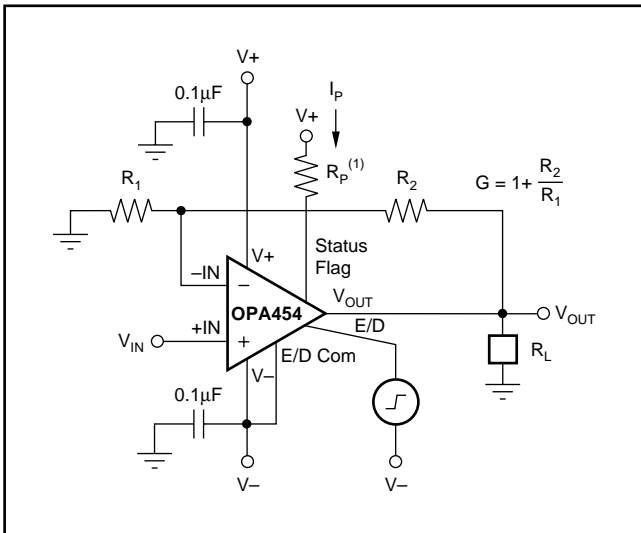 V+
0.1μF
I_P
V+
R_P^(1)
R_1
R_2
G = 1 + R_2/R_1
V+
Status
Flag
–IN
–
OPA454
V_OUT
V_OUT
E/D
V_IN
+IN
+
E/D Com
R_L
V–
0.1μF
V–
V–